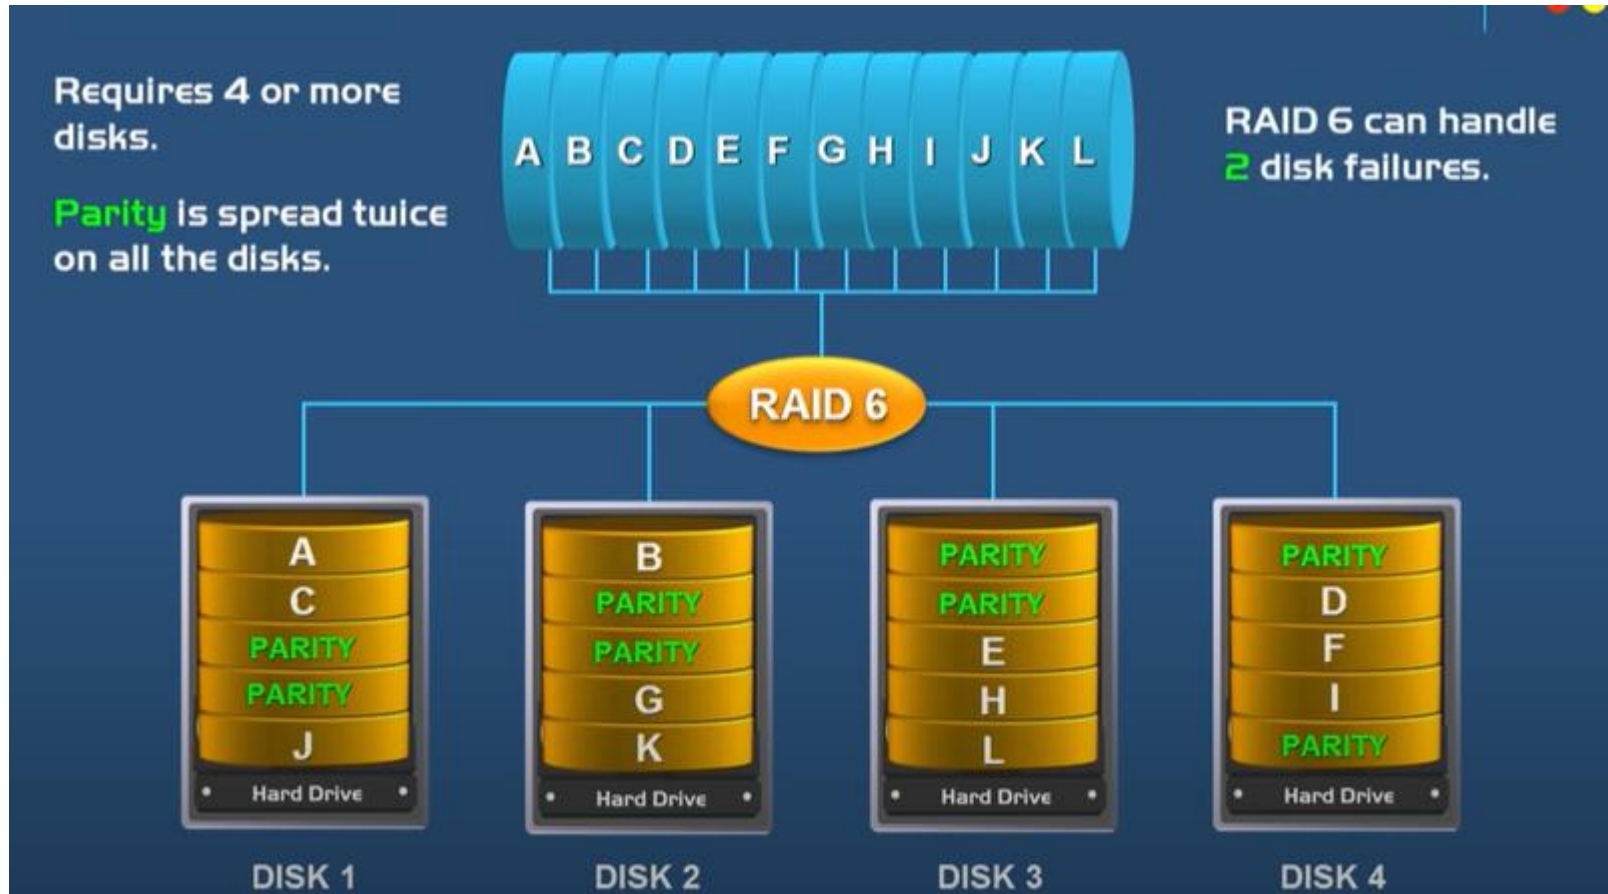 Requires 4 or more
disks.
Parity is spread twice
on all the disks.
A B C D E F G H I J K L
RAID 6 can handle
2 disk failures.
RAID 6
A
C
PARITY
PARITY
J
Hard Drive
DISK 1
B
PARITY
PARITY
G
K
Hard Drive
DISK 2
PARITY
PARITY
E
H
L
Hard Drive
DISK 3
PARITY
D
F
I
PARITY
Hard Drive
DISK 4